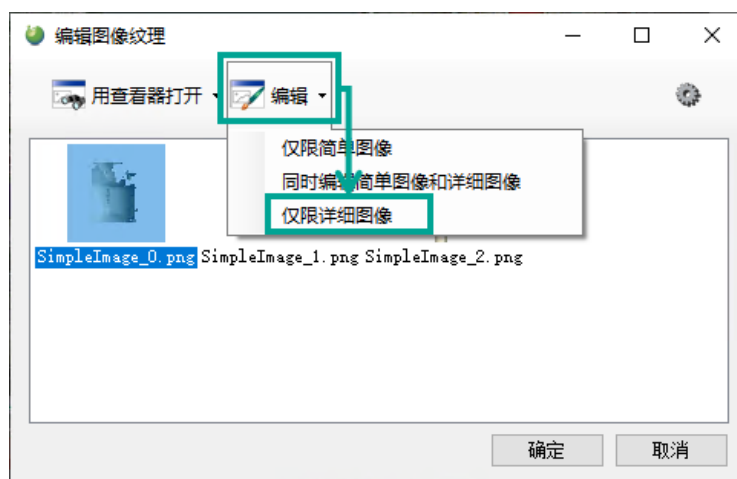 编辑图像纹理
用查看器打开 编辑
仅限简单图像
同时编辑简单图像和详细图像
仅限详细图像
SimpleImage_0.png SimpleImage_1.png SimpleImage_2.png
确定 取消